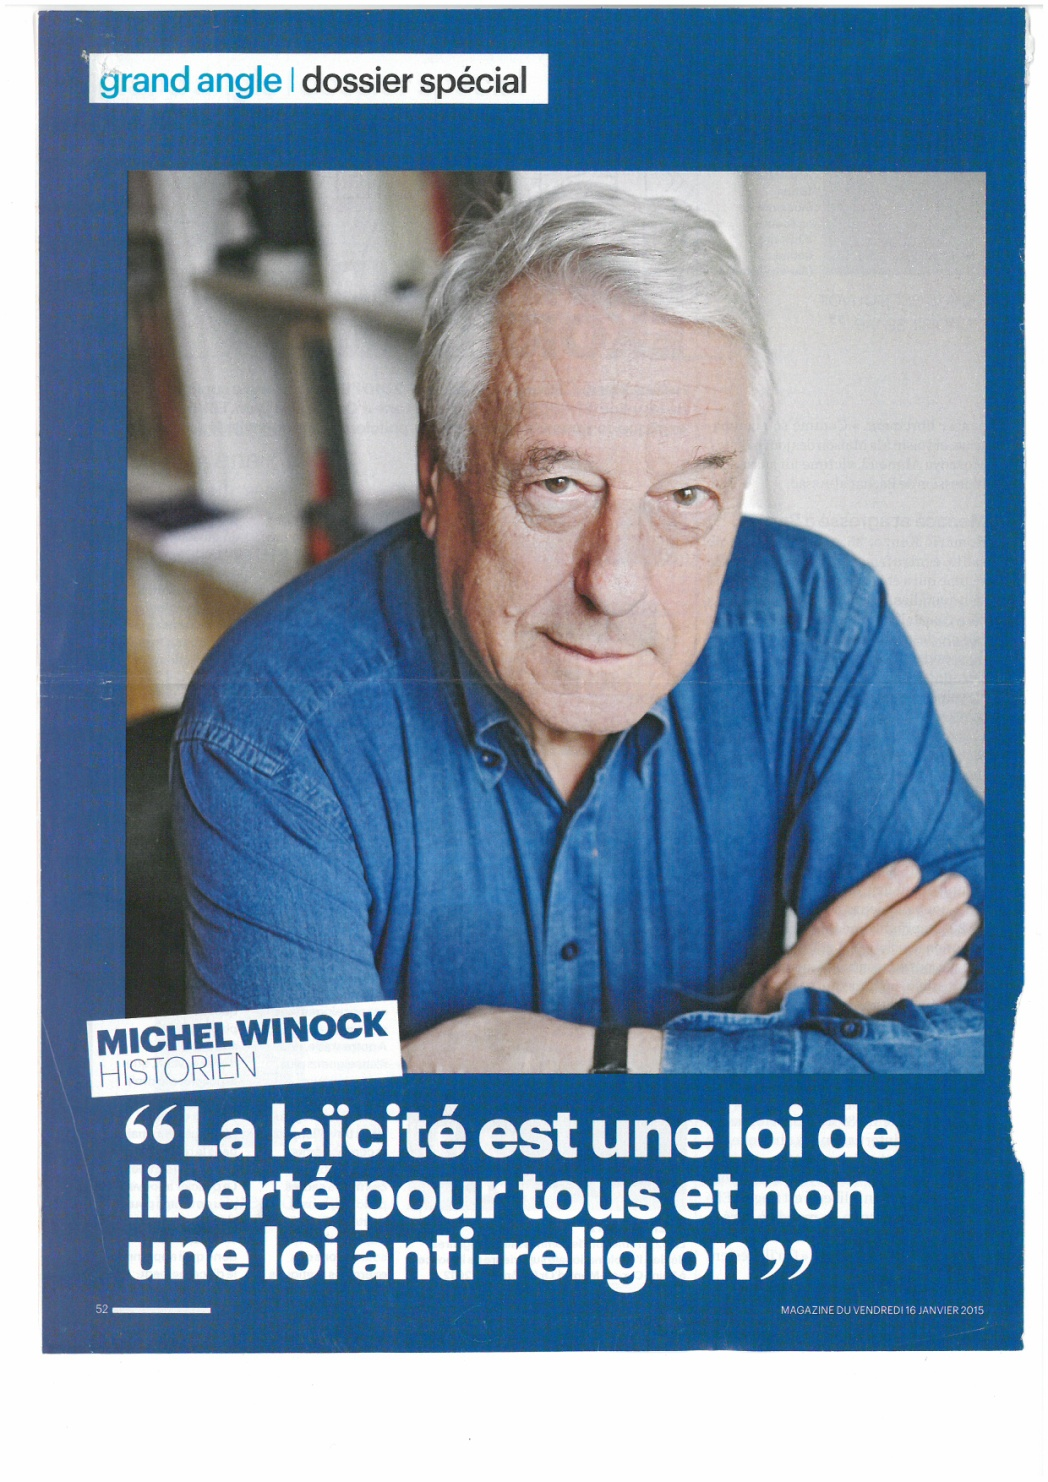 grand angle | dossier spécial
MICHEL WINOCK
HISTORIEN
“La laïcité est une loi de
liberté pour tous et non
une loi anti-religion”
52
MAGAZINE DU VENDREDI 16 JANVIER 2015